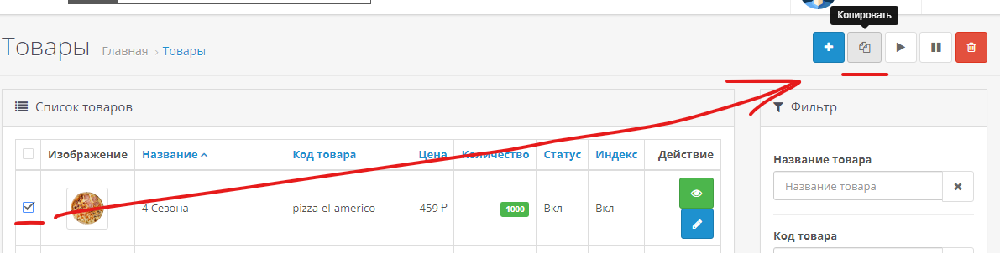 Копировать
Товары Главная › Товары
Список товаров
Фильтр
Изображение Название Код товара Цена Количество Статус Индекс Действие
4 Сезона pizza-el-americo 459 ₽ 1000 Вкл Вкл
Название товара
Название товара
Код товара